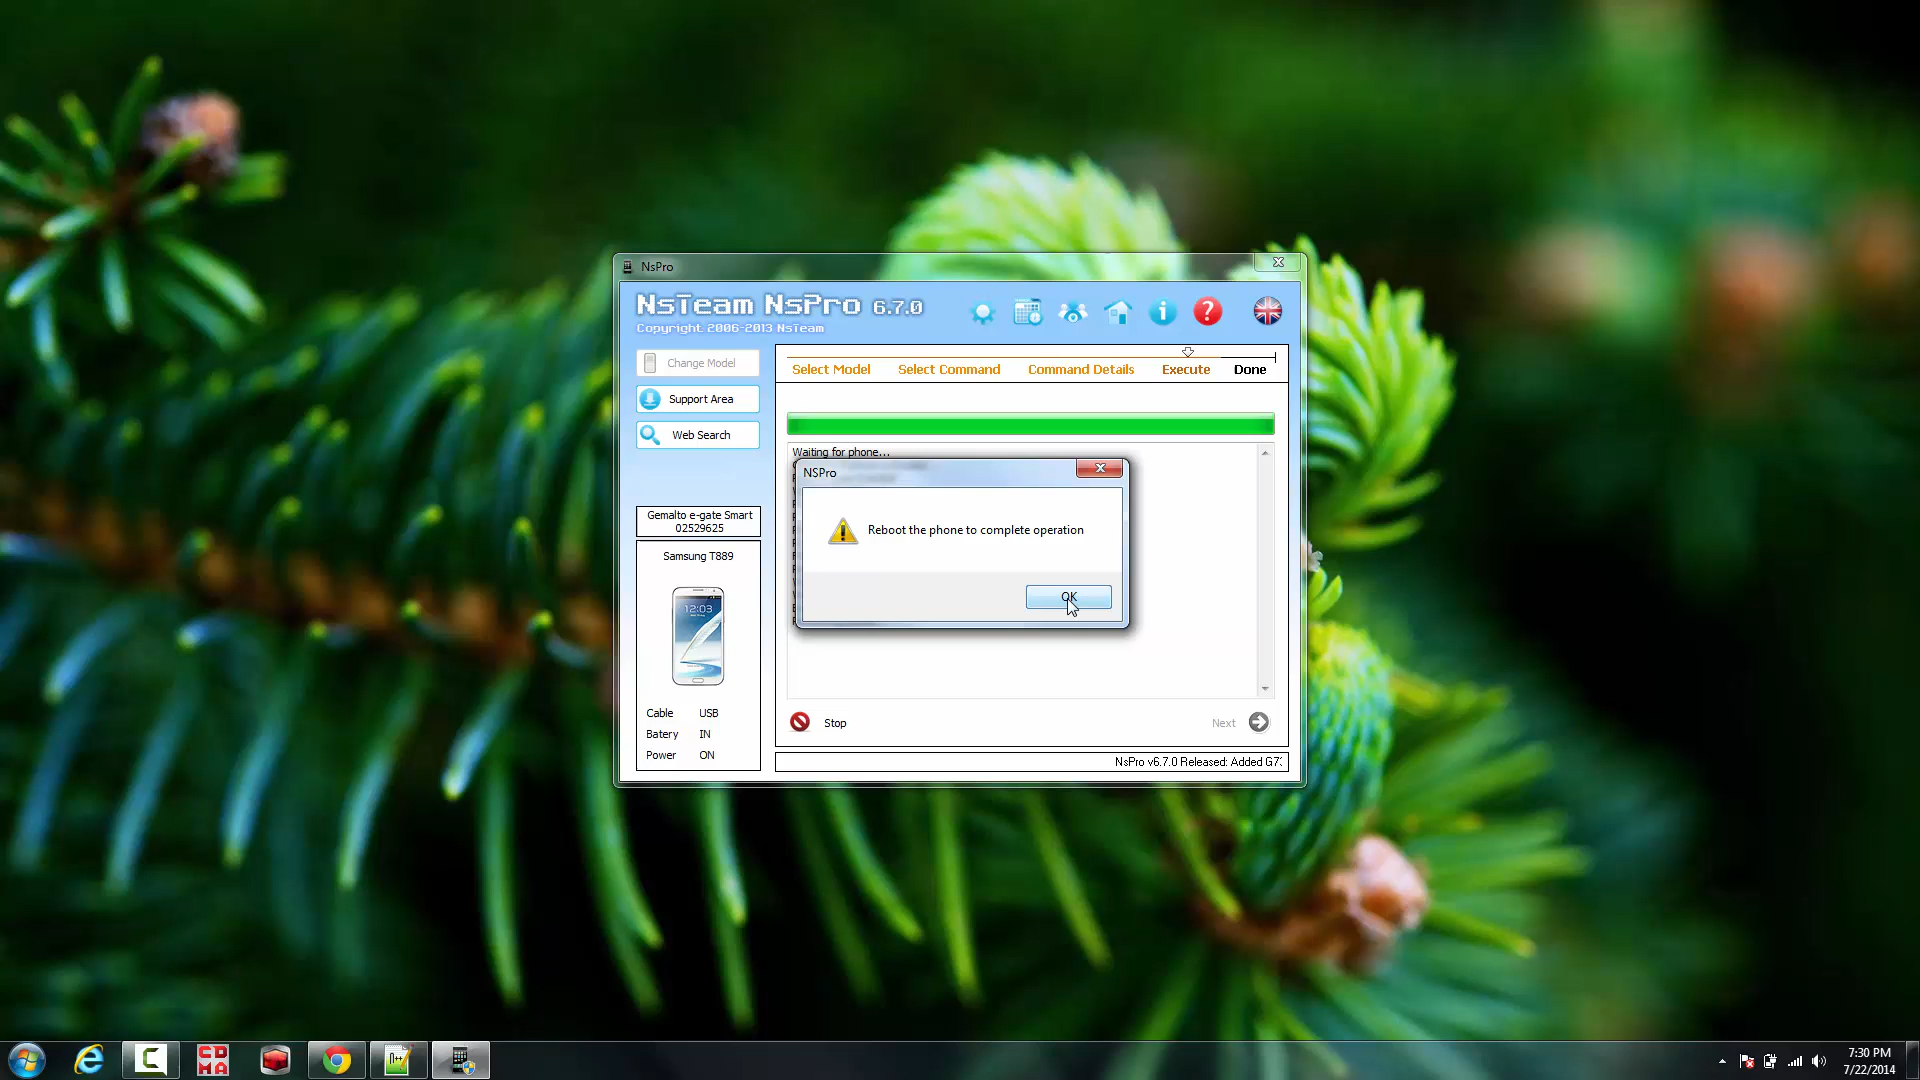 NsPro
NsTeam NsPro 6.7.0
Copyright 2006-2013 NsTeam
Change Model
Support Area
Web Search
Select Model
Select Command
Command Details
Execute
Done
Waiting for phone...
NSPro
Reboot the phone to complete operation
OK
Gemalto e-gate Smart
02529625
Samsung T889
12:03
Cable USB
Batery IN
Power ON
Stop
Next
NsPro v6.7.0 Released: Added G7
CDMA
n++
7:30 PM
7/22/2014